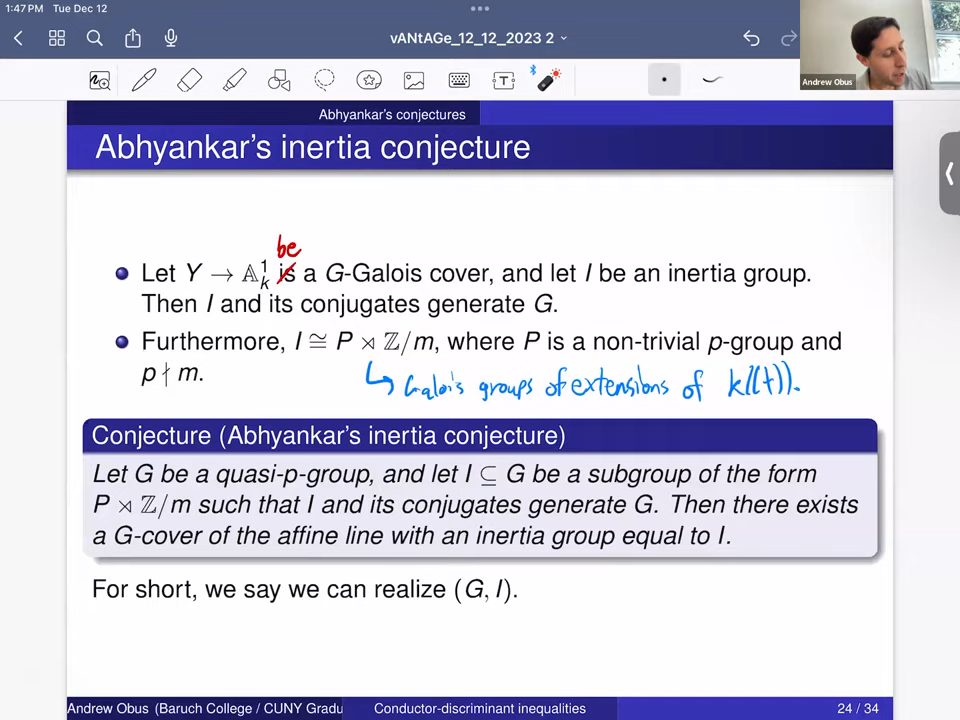 1:47 PM Tue Dec 12
vANtAGe_12_12_2023 2
Andrew Obus
Abhyankar's conjectures
Abhyankar's inertia conjecture
be
Let Y → 𝔸¹ₖ is a G-Galois cover, and let I be an inertia group.
Then I and its conjugates generate G.
Furthermore, I ≅ P ⋊ ℤ/m, where P is a non-trivial p-group and
p ∤ m.
↳ Galois groups of extensions of k((t)).
Conjecture (Abhyankar's inertia conjecture)
Let G be a quasi-p-group, and let I ⊆ G be a subgroup of the form
P ⋊ ℤ/m such that I and its conjugates generate G. Then there exists
a G-cover of the affine line with an inertia group equal to I.
For short, we say we can realize (G, I).
Andrew Obus (Baruch College / CUNY Gradu
Conductor-discriminant inequalities
24 / 34